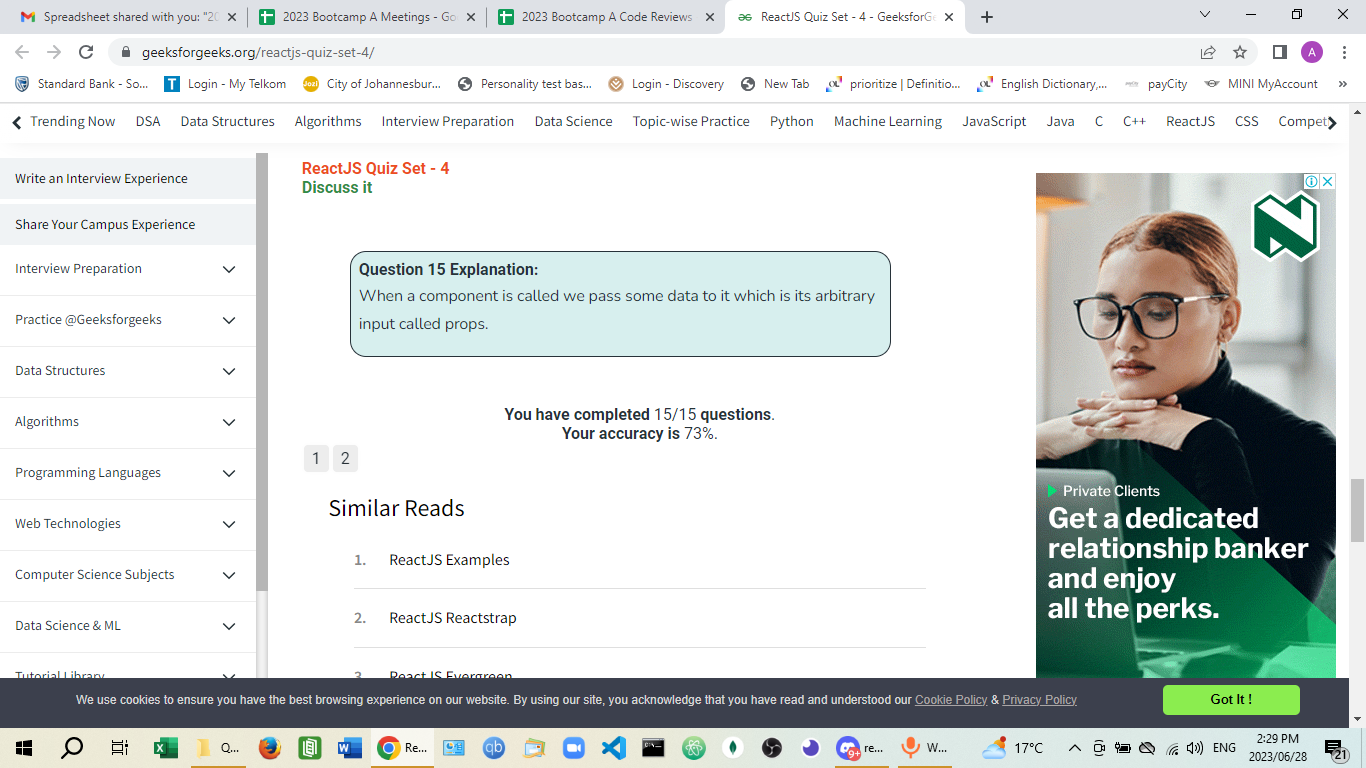 Spreadsheet shared with you: "20
2023 Bootcamp A Meetings - Go
2023 Bootcamp A Code Reviews
ReactJS Quiz Set - 4 - GeeksforGe
geeksforgeeks.org/reactjs-quiz-set-4/
A
Standard Bank - So...
T
Login - My Telkom
Jozi
City of Johannesbur...
Personality test bas...
Login - Discovery
New Tab
prioritize | Definitio...
English Dictionary,...
payCity
MINI MyAccount
»
Trending Now
DSA
Data Structures
Algorithms
Interview Preparation
Data Science
Topic-wise Practice
Python
Machine Learning
JavaScript
Java
C
C++
ReactJS
CSS
Compet
Write an Interview Experience
Share Your Campus Experience
Interview Preparation
Practice @Geeksforgeeks
Data Structures
Algorithms
Programming Languages
Web Technologies
Computer Science Subjects
Data Science & ML
Tutorial Library
ReactJS Quiz Set - 4
Discuss it
Question 15 Explanation:
When a component is called we pass some data to it which is its arbitrary
input called props.
You have completed 15/15 questions.
Your accuracy is 73%.
1 2
Similar Reads
1. ReactJS Examples
2. ReactJS Reactstrap
3. ReactJS Evergreen
N
Private Clients
Get a dedicated
relationship banker
and enjoy
all the perks.
We use cookies to ensure you have the best browsing experience on our website. By using our site, you acknowledge that you have read and understood our Cookie Policy & Privacy Policy
Got It !
Q...
W
Re...
qb
9+
re...
W...
17°C
ENG
2:29 PM
2023/06/28
21